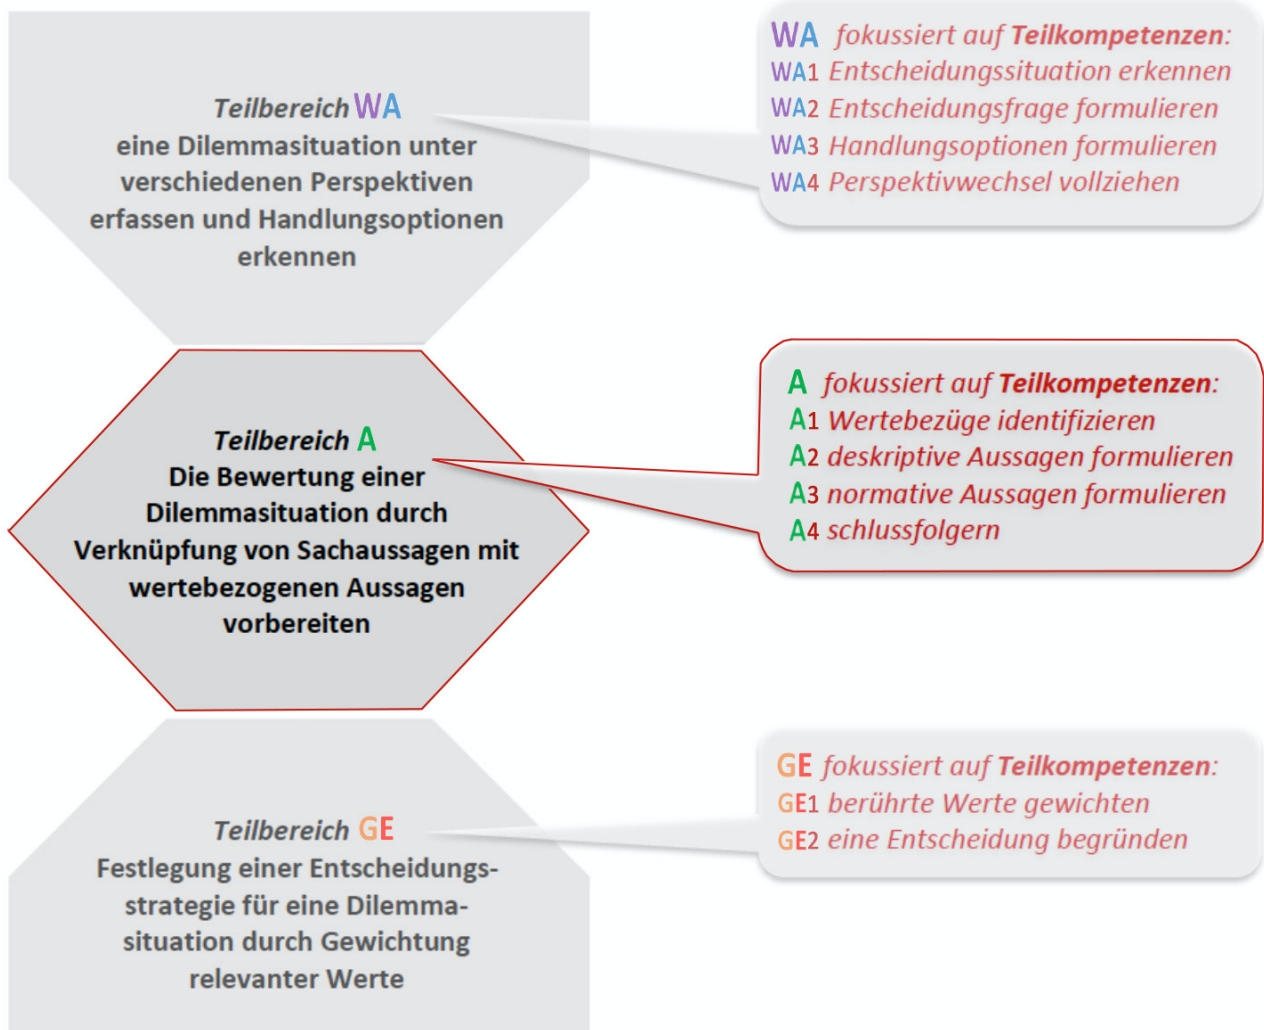 Teilbereich WA
eine Dilemmasituation unter
verschiedenen Perspektiven
erfassen und Handlungsoptionen
erkennen
WA fokussiert auf Teilkompetenzen:
WA1 Entscheidungssituation erkennen
WA2 Entscheidungsfrage formulieren
WA3 Handlungsoptionen formulieren
WA4 Perspektivwechsel vollziehen
Teilbereich A
Die Bewertung einer
Dilemmasituation durch
Verknüpfung von Sachaussagen mit
wertebezogenen Aussagen
vorbereiten
A fokussiert auf Teilkompetenzen:
A1 Wertebezüge identifizieren
A2 deskriptive Aussagen formulieren
A3 normative Aussagen formulieren
A4 schlussfolgern
Teilbereich GE
Festlegung einer Entscheidungs-
strategie für eine Dilemma-
situation durch Gewichtung
relevanter Werte
GE fokussiert auf Teilkompetenzen:
GE1 berührte Werte gewichten
GE2 eine Entscheidung begründen